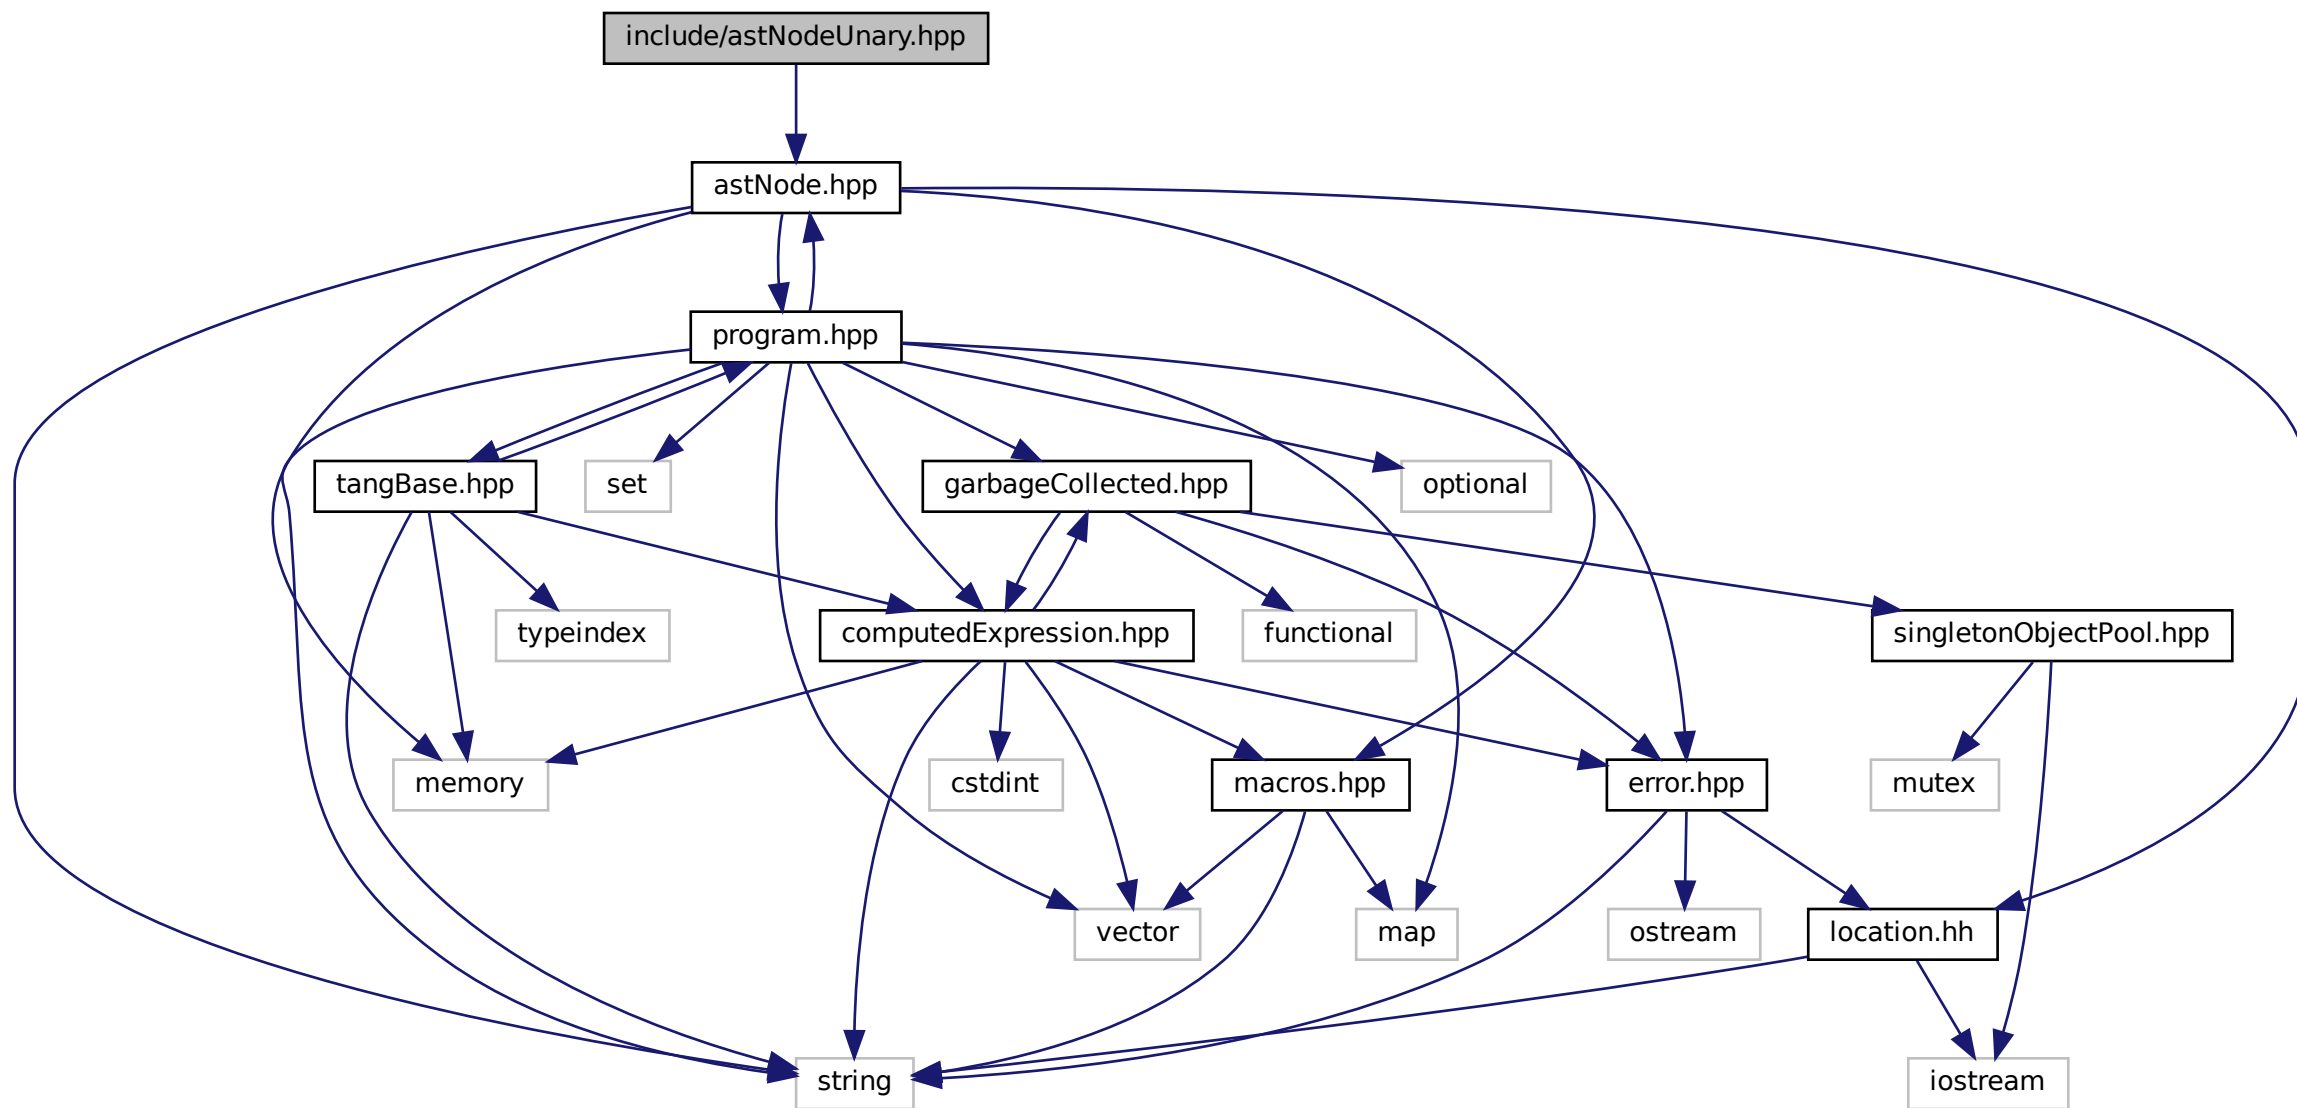 include/astNodeUnary.hpp
astNode.hpp
program.hpp
tangBase.hpp
set
garbageCollected.hpp
optional
typeindex
computedExpression.hpp
functional
singletonObjectPool.hpp
memory
cstdint
macros.hpp
error.hpp
mutex
vector
map
ostream
location.hh
string
iostream